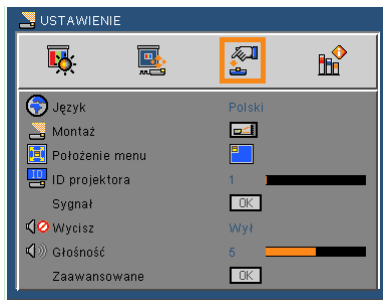 USTAWIENIE
Język Polski
Montaż
Położenie menu
ID projektora 1
Sygnał OK
Wycisz Wył
Głośność 5
Zaawansowane OK